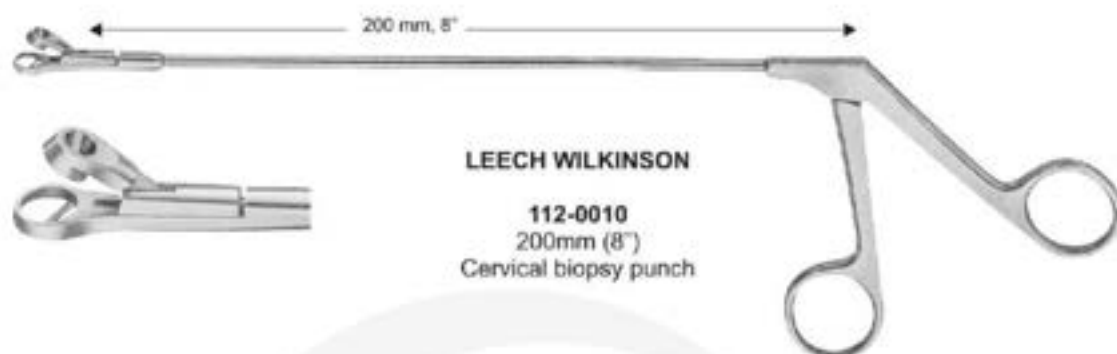 200 mm, 8"
LEECH WILKINSON
112-0010
200mm (8")
Cervical biopsy punch